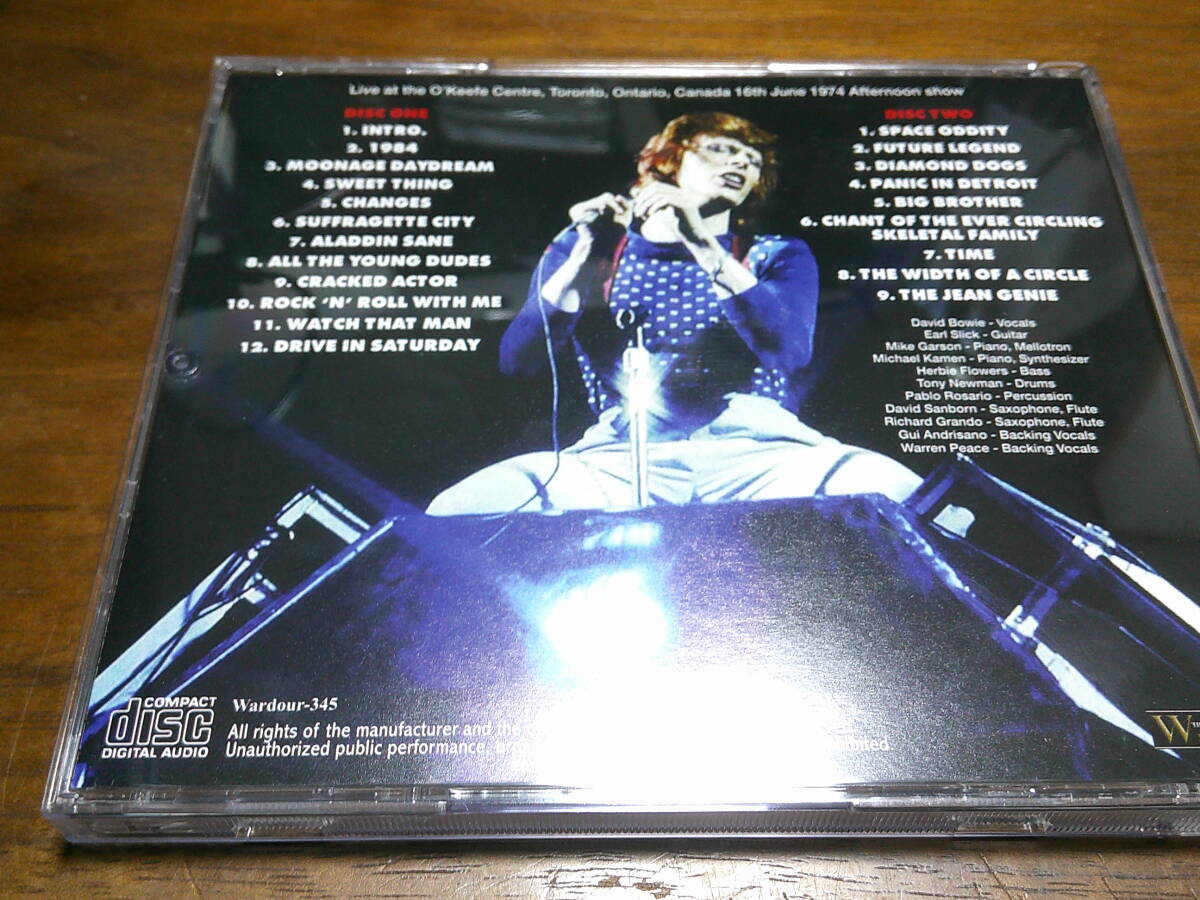 Live at the O'Keefe Centre, Toronto, Ontario, Canada 16th June 1974 Afternoon show
DISC ONE
1. INTRO.
2. 1984
3. MOONAGE DAYDREAM
4. SWEET THING
5. CHANGES
6. SUFFRAGETTE CITY
7. ALADDIN SANE
8. ALL THE YOUNG DUDES
9. CRACKED ACTOR
10. ROCK 'N' ROLL WITH ME
11. WATCH THAT MAN
12. DRIVE IN SATURDAY
DISC TWO
1. SPACE ODDITY
2. FUTURE LEGEND
3. DIAMOND DOGS
4. PANIC IN DETROIT
5. BIG BROTHER
6. CHANT OF THE EVER CIRCLING
SKELETAL FAMILY
7. TIME
8. THE WIDTH OF A CIRCLE
9. THE JEAN GENIE
David Bowie - Vocals
Earl Slick - Guitar
Mike Garson - Piano, Mellotron
Michael Kamen - Piano, Synthesizer
Herbie Flowers - Bass
Tony Newman - Drums
Pablo Rosario - Percussion
David Sanborn - Saxophone, Flute
Richard Grando - Saxophone, Flute
Gui Andrisano - Backing Vocals
Warren Peace - Backing Vocals
COMPACT
disc
DIGITAL AUDIO
Wardour-345
All rights of the manufacturer and the
Unauthorized public performance,
W